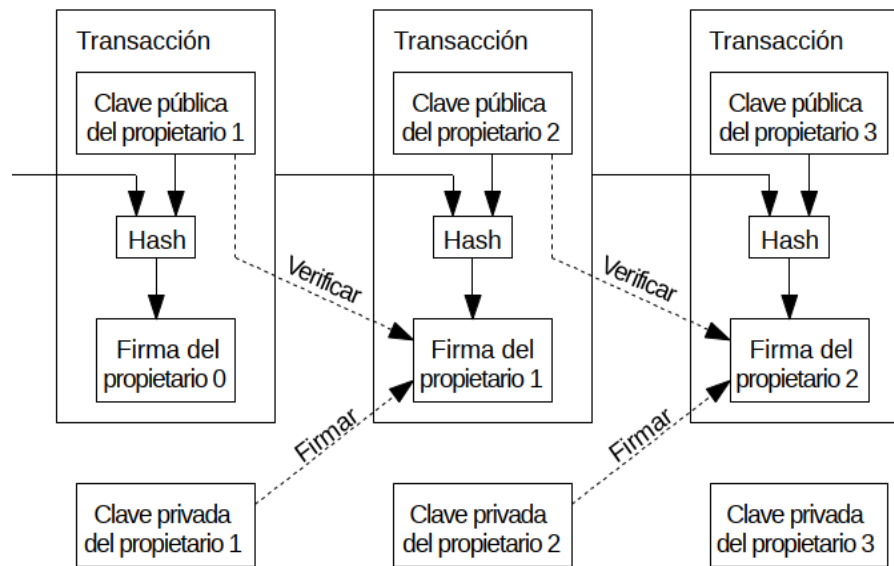 Transacción
Clave pública
del propietario 1
Hash
Firma del
propietario 0
Transacción
Clave pública
del propietario 2
Hash
Firma del
propietario 1
Transacción
Clave pública
del propietario 3
Hash
Firma del
propietario 2
Verificar
Verificar
Firmar
Firmar
Clave privada
del propietario 1
Clave privada
del propietario 2
Clave privada
del propietario 3